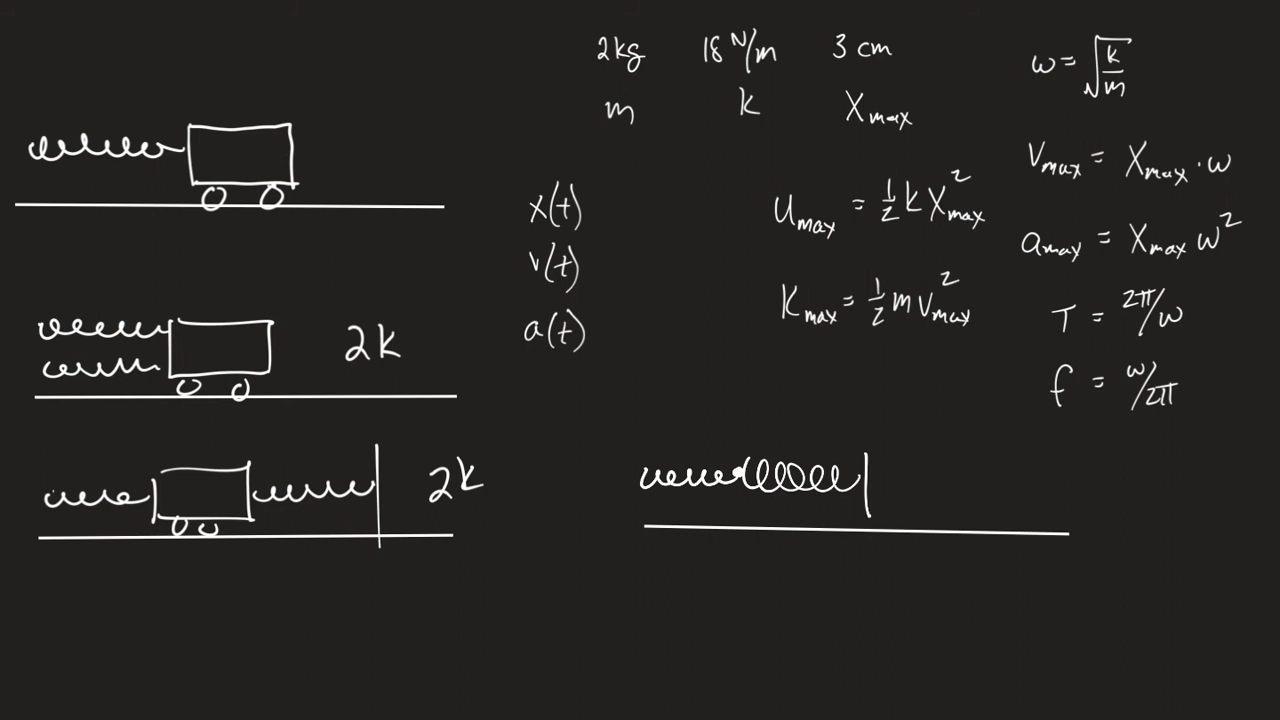 2kg 18 N/m 3 cm
m k Xmax
ω = √k/m
Vmax = Xmax · ω
x(t)
Umax = 1/2 k Xmax²
amax = Xmax ω²
v(t)
Kmax = 1/2 m Vmax²
T = 2π/ω
a(t)
2k
f = ω/2π
2k